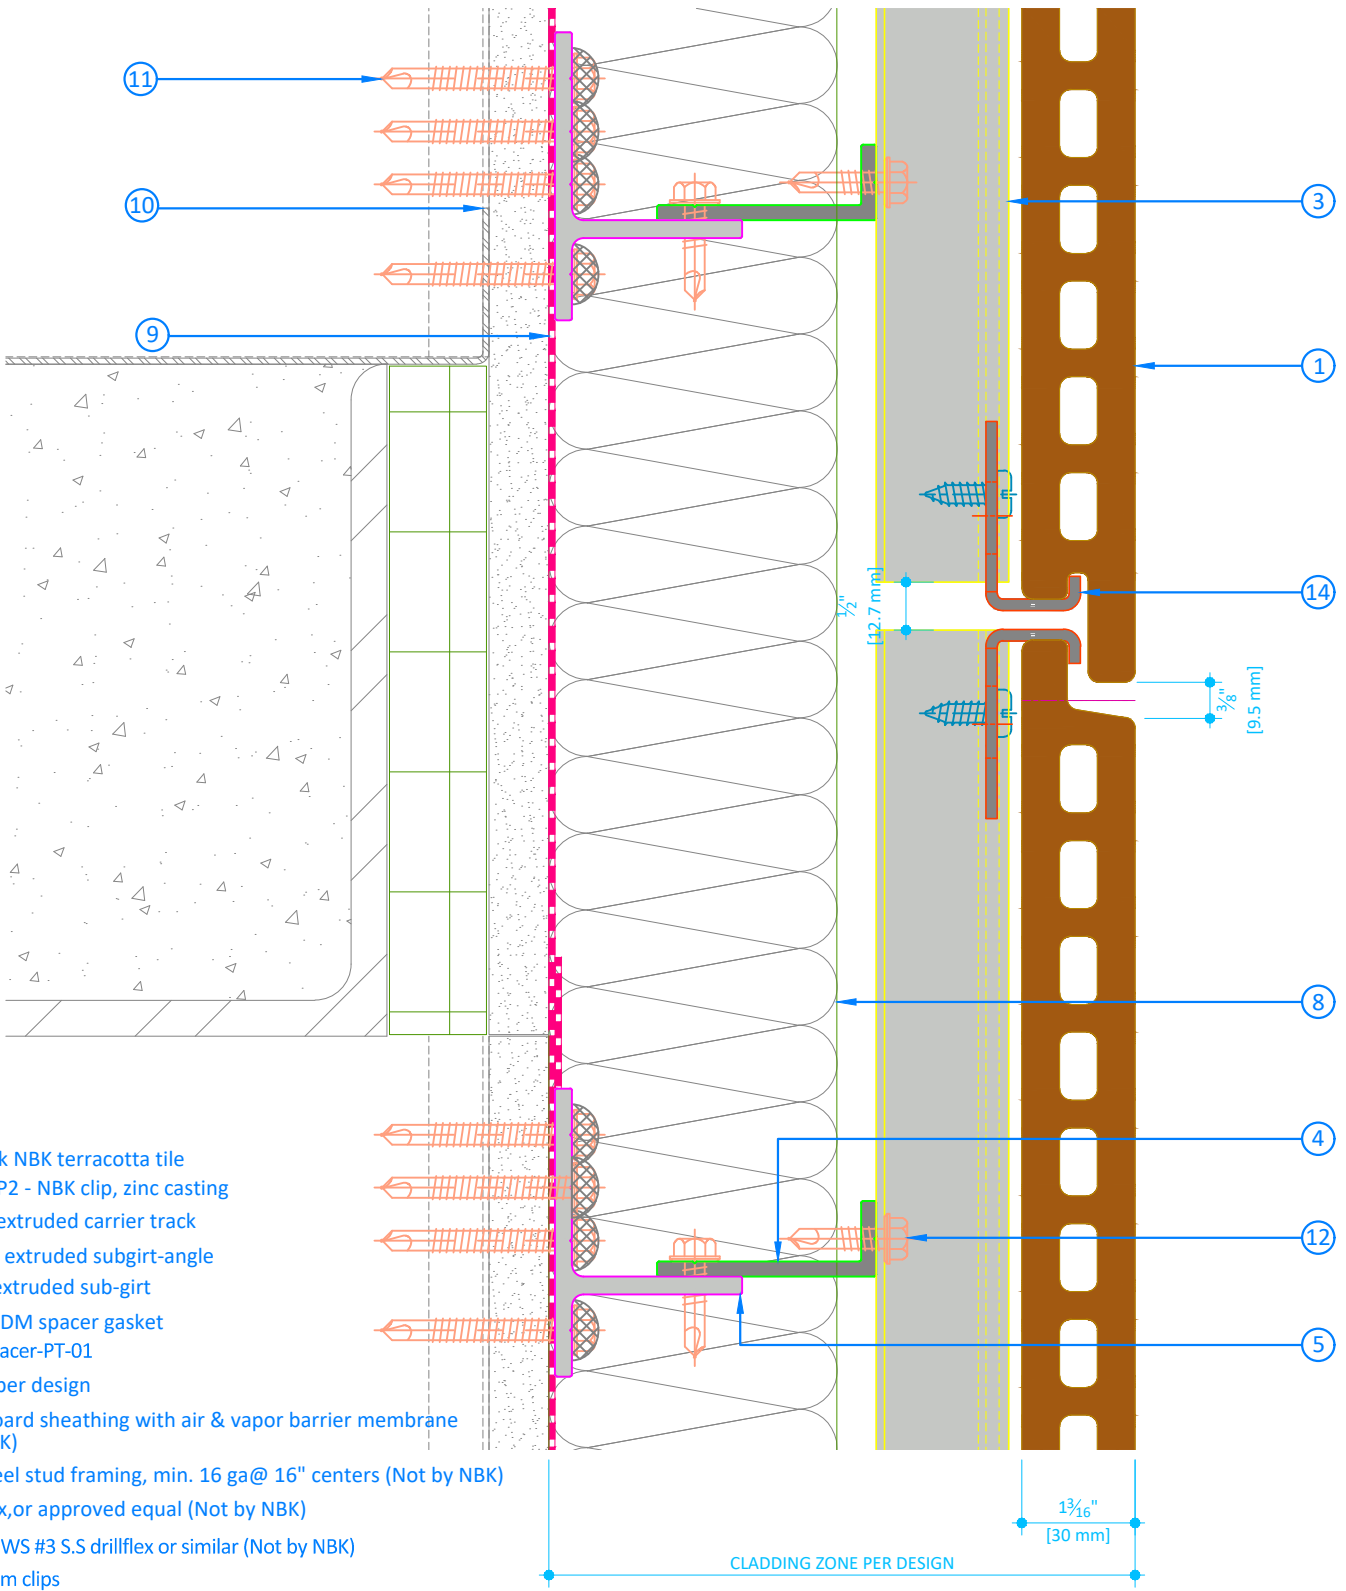 11
10
3
9
1
½"
[12.7 mm]
14
⅜"
[9.5 mm]
8
4
k NBK terracotta tile
P2 - NBK clip, zinc casting
extruded carrier track
12
extruded subgirt-angle
extruded sub-girt
DM spacer gasket
5
acer-PT-01
per design
oard sheathing with air & vapor barrier membrane
K)
eel stud framing, min. 16 ga@ 16" centers (Not by NBK)
x,or approved equal (Not by NBK)
1³⁄₁₆"
[30 mm]
WS #3 S.S drillflex or similar (Not by NBK)
CLADDING ZONE PER DESIGN
m clips